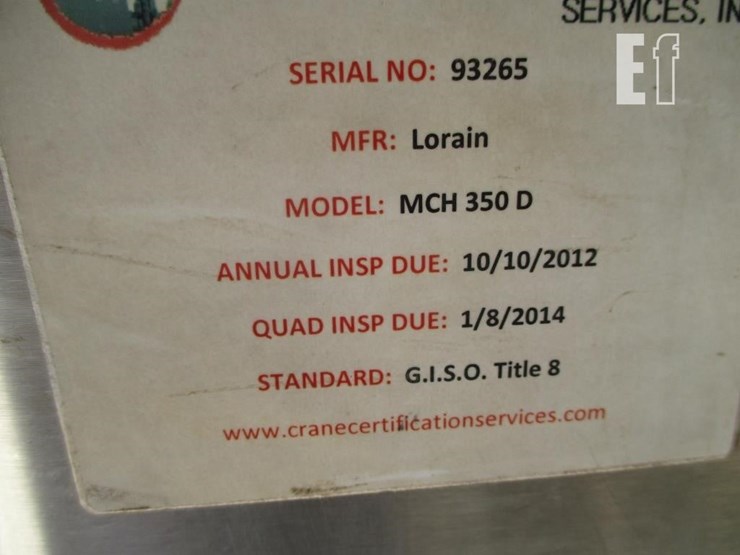 SERVICES, IN
Ef
SERIAL NO: 93265
MFR: Lorain
MODEL: MCH 350 D
ANNUAL INSP DUE: 10/10/2012
QUAD INSP DUE: 1/8/2014
STANDARD: G.I.S.O. Title 8
www.cranecertificationservices.com